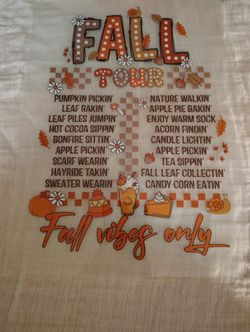 FALL
TOUR
PUMPKIN PICKIN'
LEAF RAKIN'
LEAF PILES JUMPIN'
HOT COCOA SIPPIN'
BONFIRE SITTIN'
APPLE PICKIN'
SCARF WEARIN'
HAYRIDE TAKIN'
SWEATER WEARIN'
NATURE WALKIN'
APPLE PIE BAKIN'
ENJOY WARM SOCK
ACORN FINDIN'
CANDLE LIGHTIN'
APPLE PICKIN'
TEA SIPPIN'
FALL LEAF COLLECTIN'
CANDY CORN EATIN'
Fall vibes only